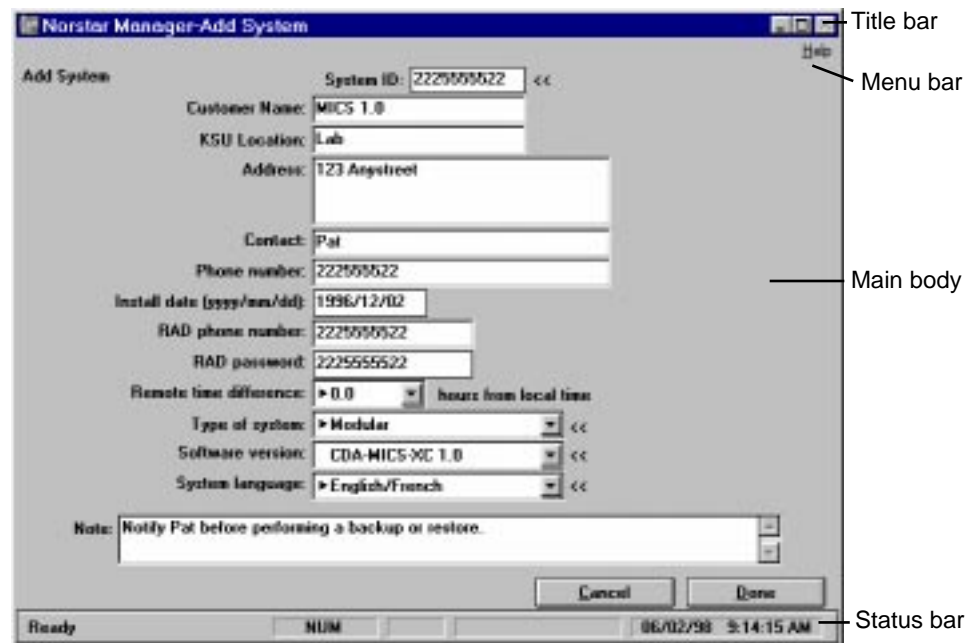 Norstar Manager-Add System
Title bar
Help
Menu bar
Add System
System ID: 2225555522 <<
Customer Name: MICS 1.0
KSU Location: Lab
Address: 123 Anystreet
Contact: Pat
Phone number: 222555522
Main body
Install date (yyyy/mm/dd): 1996/12/02
RAD phone number: 2225555522
RAD password: 2225555522
Remote time difference: 0.0 hours from local time
Type of system: Modular <<
Software version: CDA-MICS-XC 1.0 <<
System language: English/French <<
Note: Notify Pat before performing a backup or restore.
Cancel Done
Ready NUM 06/02/98 9:14:15 AM
Status bar